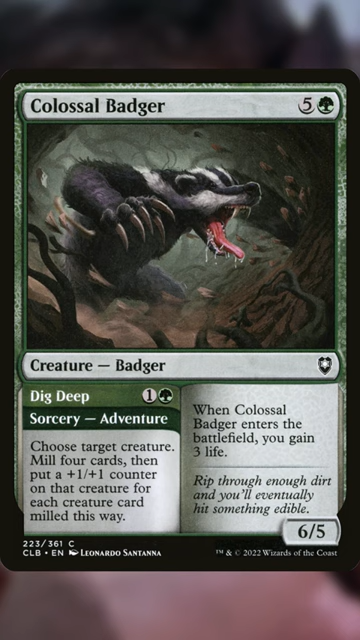 Colossal Badger 5
Creature — Badger
Dig Deep 1
Sorcery — Adventure
Choose target creature.
Mill four cards, then
put a +1/+1 counter
on that creature for
each creature card
milled this way.
When Colossal
Badger enters the
battlefield, you gain
3 life.
Rip through enough dirt
and you'll eventually
hit something edible.
6/5
223/361 C
CLB • EN Leonardo Santanna
™ & © 2022 Wizards of the Coast